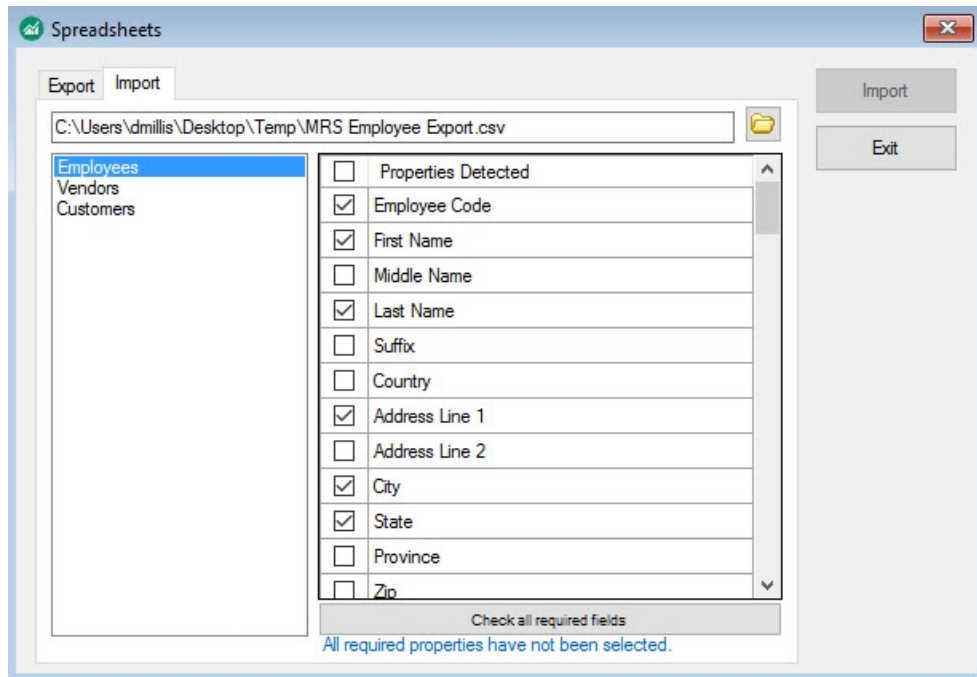 Spreadsheets
Export
Import
C:\Users\dmillis\Desktop\Temp\MRS Employee Export.csv
Import
Exit
Employees
Vendors
Customers
Properties Detected
Employee Code
First Name
Middle Name
Last Name
Suffix
Country
Address Line 1
Address Line 2
City
State
Province
Zip
Check all required fields
All required properties have not been selected.